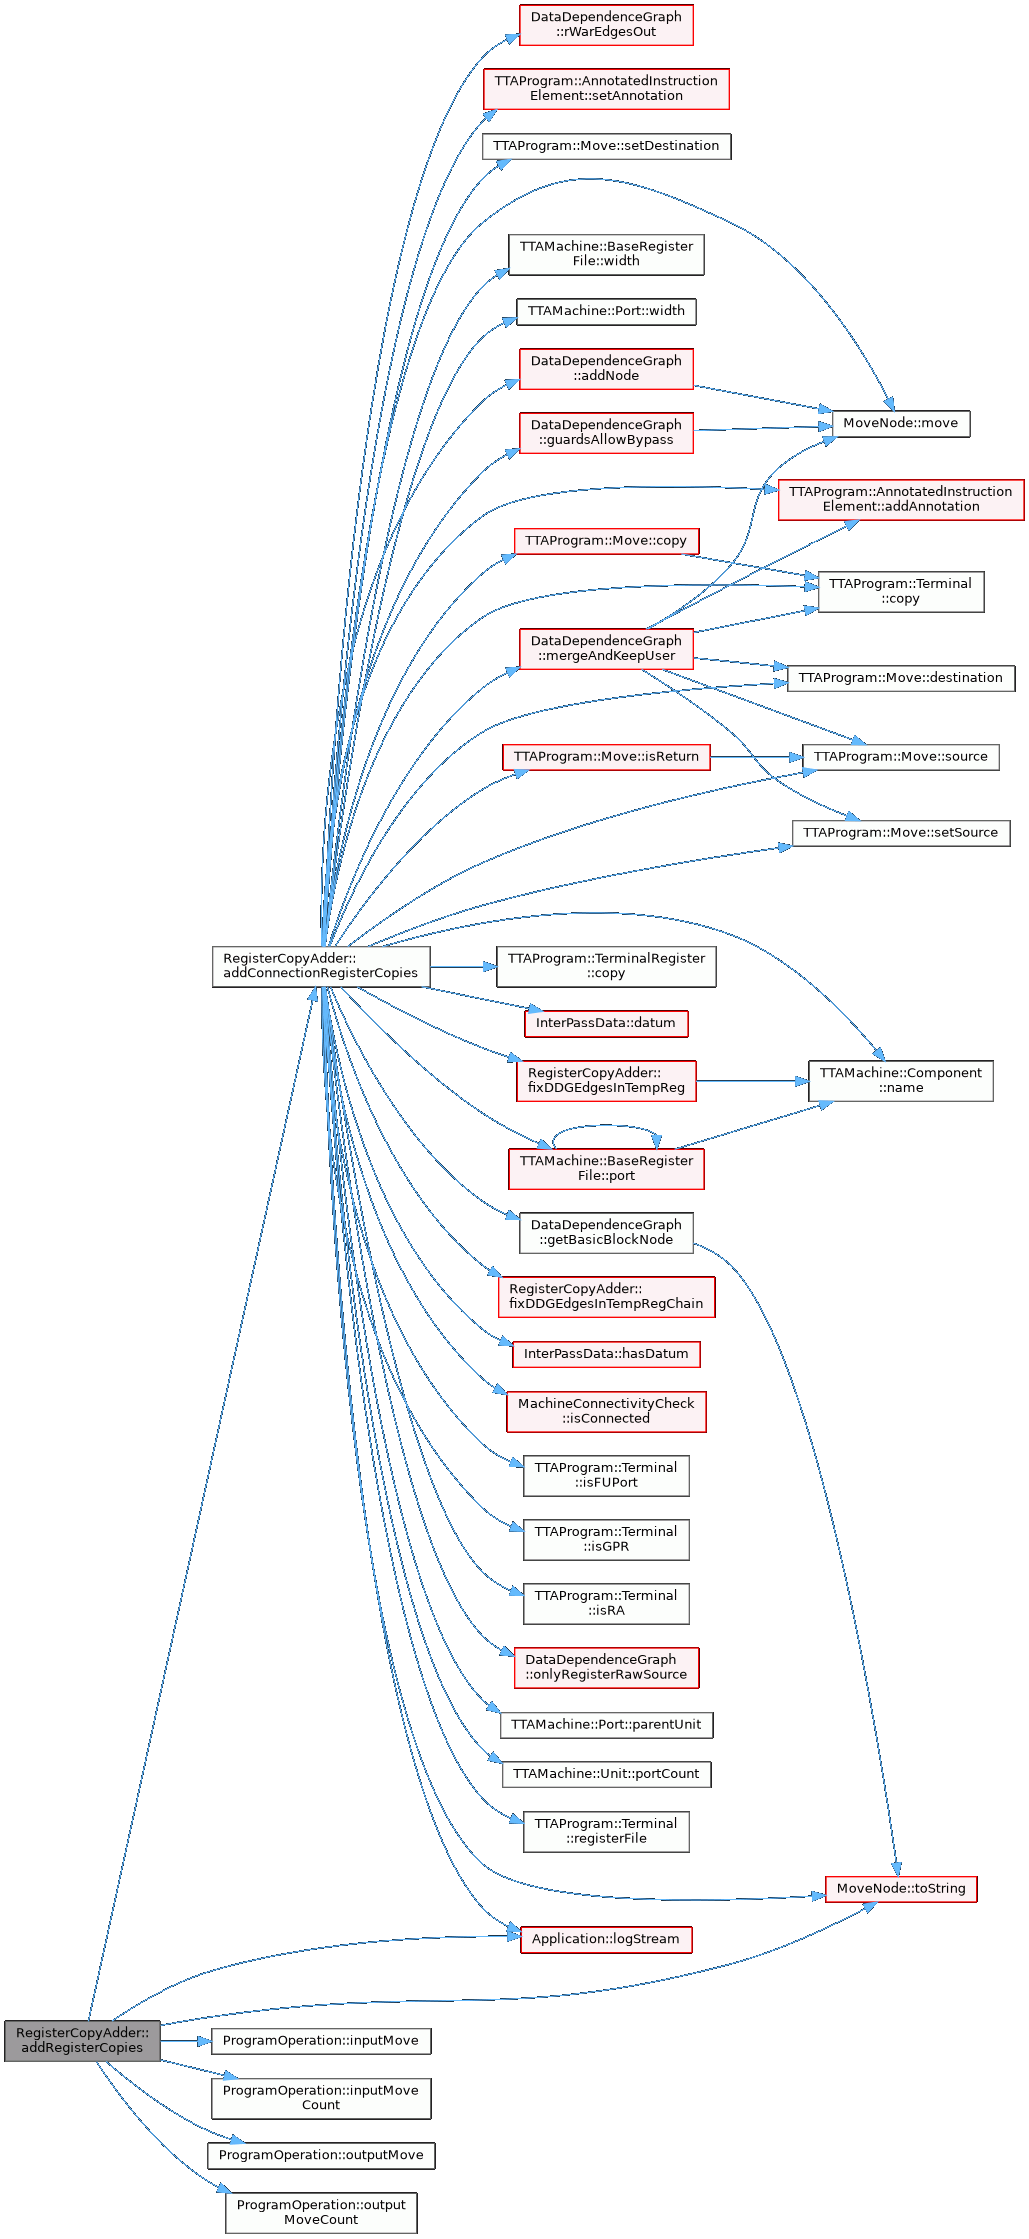 DataDependenceGraph
::rWarEdgesOut
TTAProgram::AnnotatedInstruction
Element::setAnnotation
TTAProgram::Move::setDestination
TTAMachine::BaseRegister
File::width
TTAMachine::Port::width
DataDependenceGraph
::addNode
MoveNode::move
DataDependenceGraph
::guardsAllowBypass
TTAProgram::AnnotatedInstruction
Element::addAnnotation
TTAProgram::Move::copy
TTAProgram::Terminal
::copy
DataDependenceGraph
::mergeAndKeepUser
TTAProgram::Move::destination
TTAProgram::Move::isReturn
TTAProgram::Move::source
TTAProgram::Move::setSource
RegisterCopyAdder::
addConnectionRegisterCopies
TTAProgram::TerminalRegister
::copy
InterPassData::datum
RegisterCopyAdder::
fixDDGEdgesInTempReg
TTAMachine::Component
::name
TTAMachine::BaseRegister
File::port
DataDependenceGraph
::getBasicBlockNode
RegisterCopyAdder::
fixDDGEdgesInTempRegChain
InterPassData::hasDatum
MachineConnectivityCheck
::isConnected
TTAProgram::Terminal
::isFUPort
TTAProgram::Terminal
::isGPR
TTAProgram::Terminal
::isRA
DataDependenceGraph
::onlyRegisterRawSource
TTAMachine::Port::parentUnit
TTAMachine::Unit::portCount
TTAProgram::Terminal
::registerFile
MoveNode::toString
Application::logStream
RegisterCopyAdder::
addRegisterCopies
ProgramOperation::inputMove
ProgramOperation::inputMove
Count
ProgramOperation::outputMove
ProgramOperation::output
MoveCount